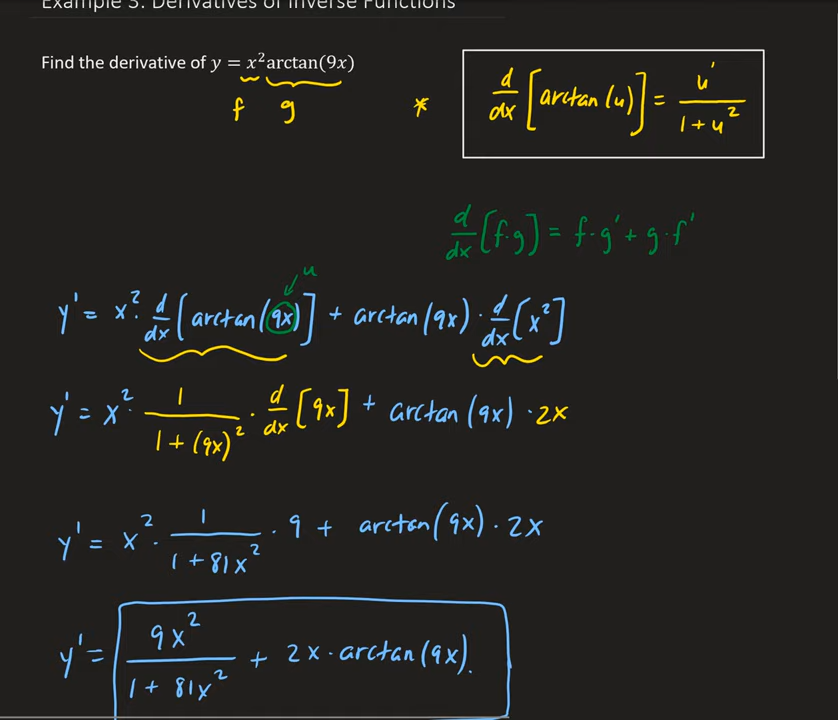 Example 3: Derivatives of Inverse Functions
Find the derivative of y = x²arctan(9x)
f g
* d/dx [arctan(u)] = u'/(1 + u²)
d/dx [f·g] = f·g' + g·f'
u
y' = x² · d/dx [arctan(9x)] + arctan(9x) · d/dx [x²]
y' = x² · 1/(1 + (9x)²) · d/dx [9x] + arctan(9x) · 2x
y' = x² · 1/(1 + 81x²) · 9 + arctan(9x) · 2x
y' = 9x²/(1 + 81x²) + 2x · arctan(9x).